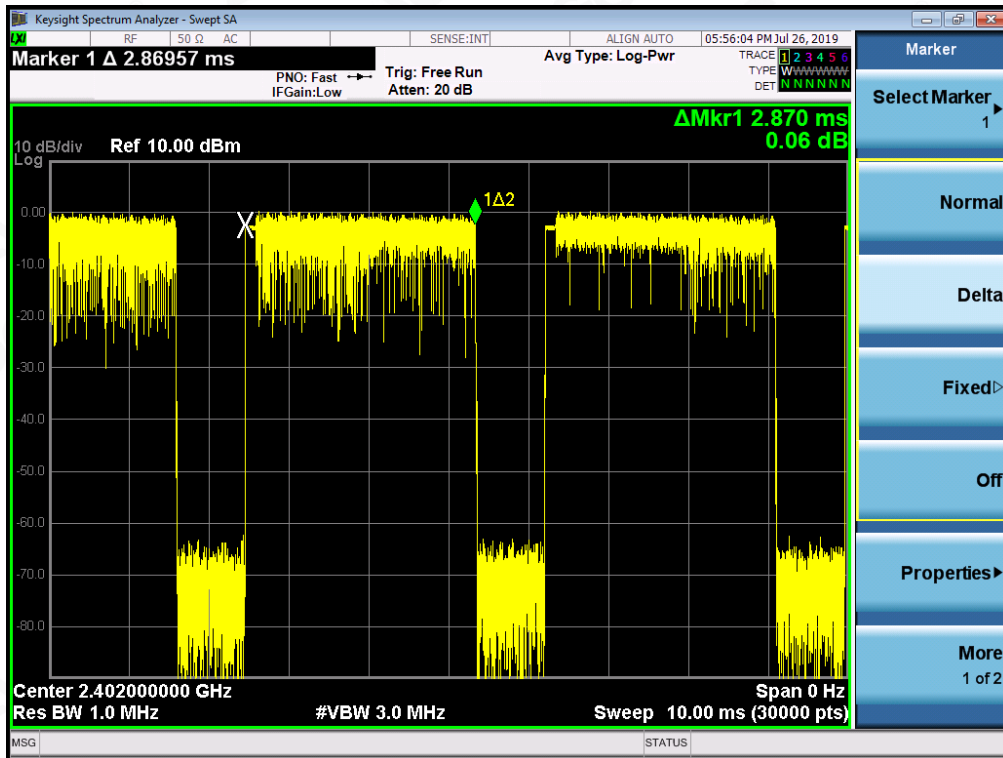 Keysight Spectrum Analyzer - Swept SA
LXI RF 50 Ω AC SENSE:INT ALIGN AUTO 05:56:04 PM Jul 26, 2019
Marker 1 Δ 2.86957 ms
PNO: Fast
IFGain:Low
Trig: Free Run
Atten: 20 dB
Avg Type: Log-Pwr
TRACE 1 2 3 4 5 6
TYPE WWWWWW
DET N N N N N N
ΔMkr1 2.870 ms
0.06 dB
10 dB/div Ref 10.00 dBm
Log
1Δ2
0.00
-10.0
-20.0
-30.0
-40.0
-50.0
-60.0
-70.0
-80.0
Center 2.402000000 GHz Span 0 Hz
Res BW 1.0 MHz #VBW 3.0 MHz Sweep 10.00 ms (30000 pts)
MSG STATUS
Marker
Select Marker
1
Normal
Delta
Fixed
Off
Properties
More
1 of 2